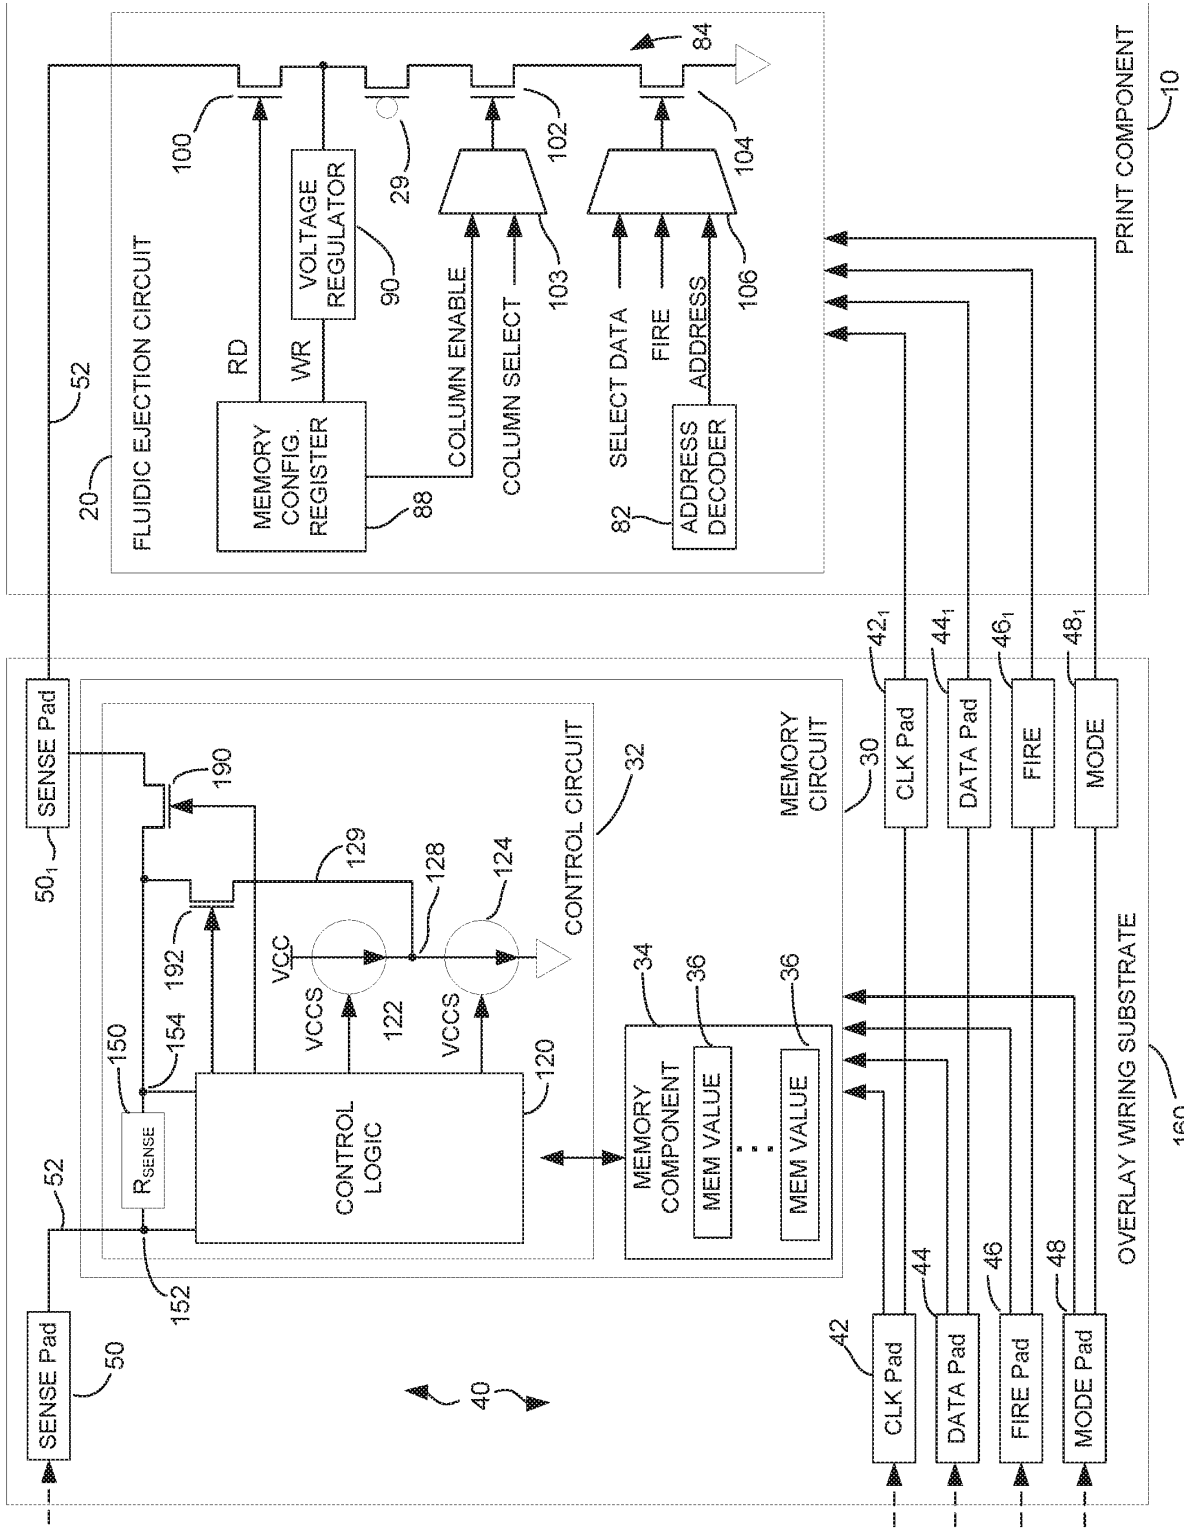 SENSE Pad
50
52
152
RSENSE
150
154
192
190
SENSE Pad
501
52
CONTROL
LOGIC
120
VCC
VCCS
122
VCCS
129
128
124
CONTROL CIRCUIT
32
40
MEMORY
COMPONENT
34
MEM VALUE
36
MEM VALUE
36
MEMORY
CIRCUIT
30
CLK Pad
42
DATA Pad
44
FIRE Pad
46
MODE Pad
48
CLK Pad
421
DATA Pad
441
FIRE
461
MODE
481
OVERLAY WIRING SUBSTRATE
160
20
FLUIDIC EJECTION CIRCUIT
MEMORY
CONFIG.
REGISTER
88
RD
WR
VOLTAGE
REGULATOR
90
100
29
102
84
104
COLUMN ENABLE
COLUMN SELECT
103
SELECT DATA
FIRE
ADDRESS
106
82
ADDRESS
DECODER
PRINT COMPONENT
10